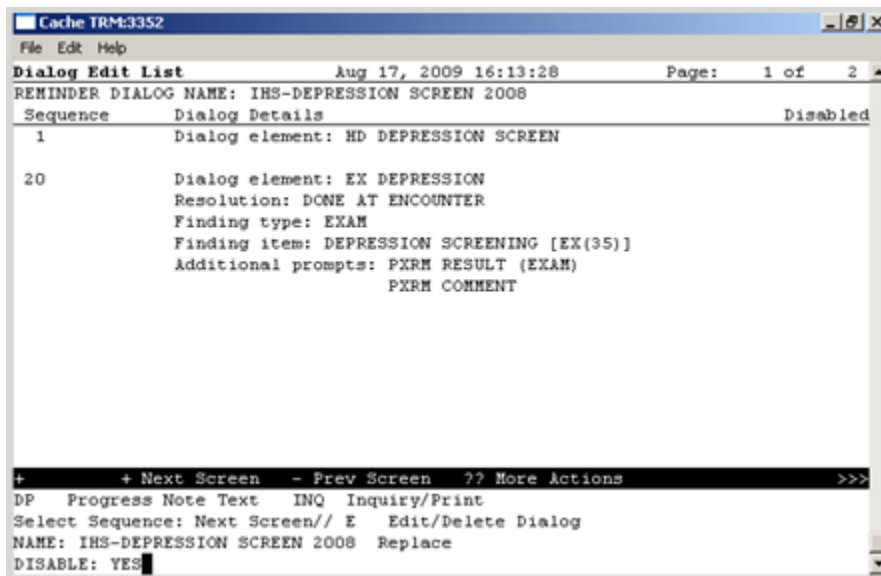 Cache TRM:3352
File Edit Help
Dialog Edit List Aug 17, 2009 16:13:28 Page: 1 of 2
REMINDER DIALOG NAME: IHS-DEPRESSION SCREEN 2008
Sequence Dialog Details Disabled
1 Dialog element: HD DEPRESSION SCREEN
20 Dialog element: EX DEPRESSION
Resolution: DONE AT ENCOUNTER
Finding type: EXAM
Finding item: DEPRESSION SCREENING [EX(35)]
Additional prompts: PXRM RESULT (EXAM)
PXRM COMMENT
+ + Next Screen - Prev Screen ?? More Actions >>>
DP Progress Note Text INQ Inquiry/Print
Select Sequence: Next Screen// E Edit/Delete Dialog
NAME: IHS-DEPRESSION SCREEN 2008 Replace
DISABLE: YES